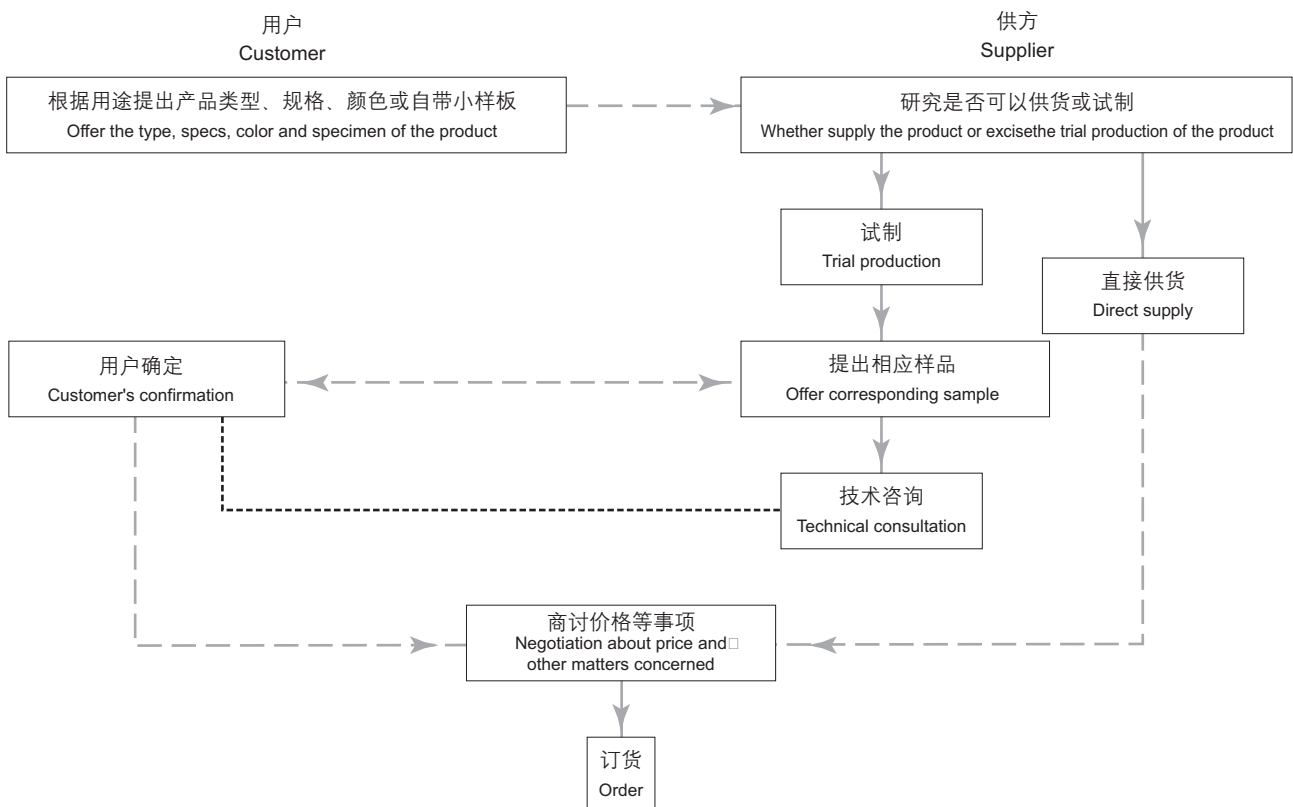 用户
Customer
供方
Supplier
根据用途提出产品类型、规格、颜色或自带小样板
Offer the type, specs, color and specimen of the product
研究是否可以供货或试制
Whether supply the product or excisethe trial production of the product
试制
Trial production
直接供货
Direct supply
用户确定
Customer's confirmation
提出相应样品
Offer corresponding sample
技术咨询
Technical consultation
商讨价格等事项
Negotiation about price and□
other matters concerned
订货
Order